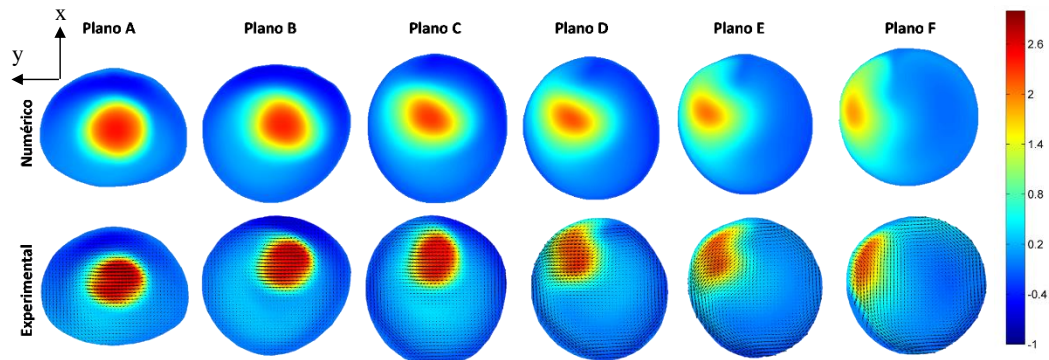 x
y
Plano A Plano B Plano C Plano D Plano E Plano F
Numérico
Experimental
2.6
2
1.4
0.8
0.2
-0.4
-1